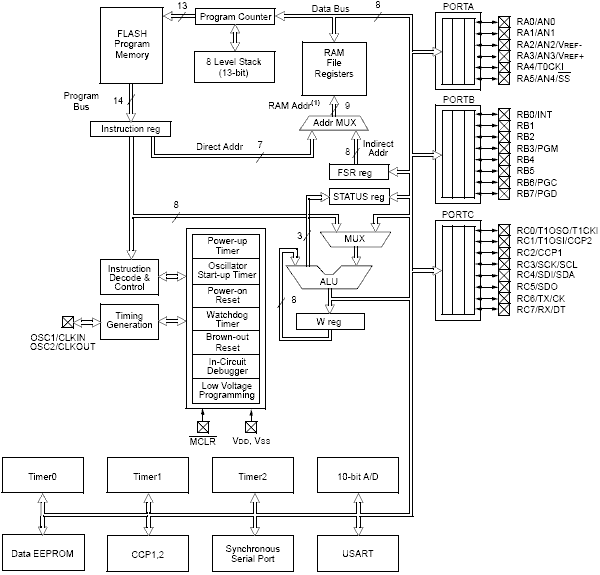 13
Data Bus
8
PORTA
FLASH
Program
Memory
Program Counter
8 Level Stack
(13-bit)
RAM
File
Registers
RA0/AN0
RA1/AN1
RA2/AN2/VREF-
RA3/AN3/VREF+
RA4/T0CKI
RA5/AN4/SS
Program
Bus
14
RAM Addr(1)
9
PORTB
Instruction reg
Addr MUX
Direct Addr
7
8
Indirect
Addr
FSR reg
STATUS reg
RB0/INT
RB1
RB2
RB3/PGM
RB4
RB5
RB6/PGC
RB7/PGD
8
PORTC
3
MUX
ALU
8
W reg
RC0/T1OSO/T1CKI
RC1/T1OSI/CCP2
RC2/CCP1
RC3/SCK/SCL
RC4/SDI/SDA
RC5/SDO
RC6/TX/CK
RC7/RX/DT
Instruction
Decode &
Control
Timing
Generation
OSC1/CLKIN
OSC2/CLKOUT
Power-up
Timer
Oscillator
Start-up Timer
Power-on
Reset
Watchdog
Timer
Brown-out
Reset
In-Circuit
Debugger
Low Voltage
Programming
MCLR
VDD, VSS
Timer0
Timer1
Timer2
10-bit A/D
Data EEPROM
CCP1,2
Synchronous
Serial Port
USART